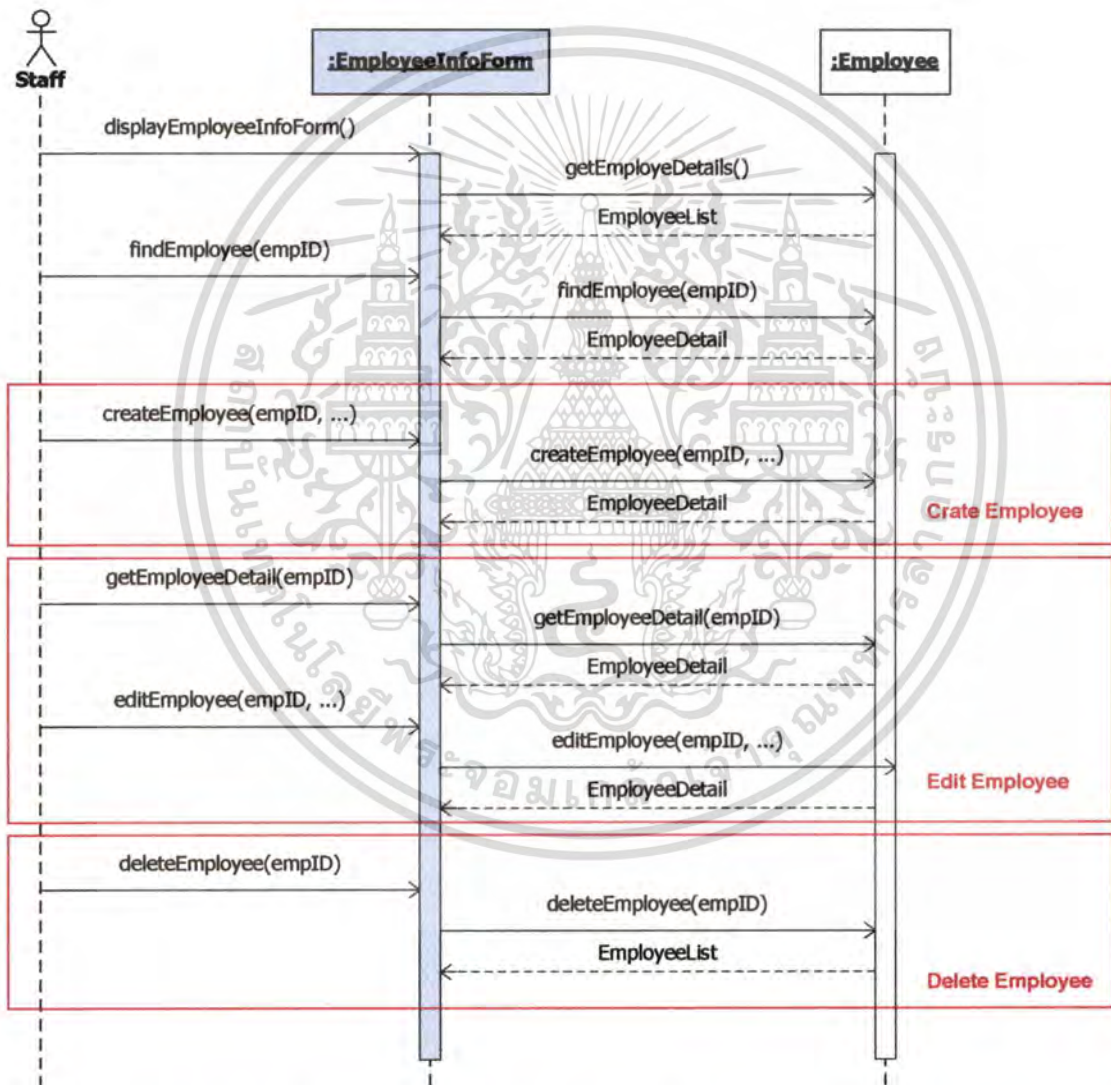 Staff
:EmployeeInfoForm
:Employee
displayEmployeeInfoForm()
getEmployeDetails()
EmployeeList
findEmployee(empID)
findEmployee(empID)
EmployeeDetail
createEmployee(empID, ...)
createEmployee(empID, ...)
EmployeeDetail
Crate Employee
getEmployeeDetail(empID)
getEmployeeDetail(empID)
EmployeeDetail
editEmployee(empID, ...)
editEmployee(empID, ...)
EmployeeDetail
Edit Employee
deleteEmployee(empID)
deleteEmployee(empID)
EmployeeList
Delete Employee